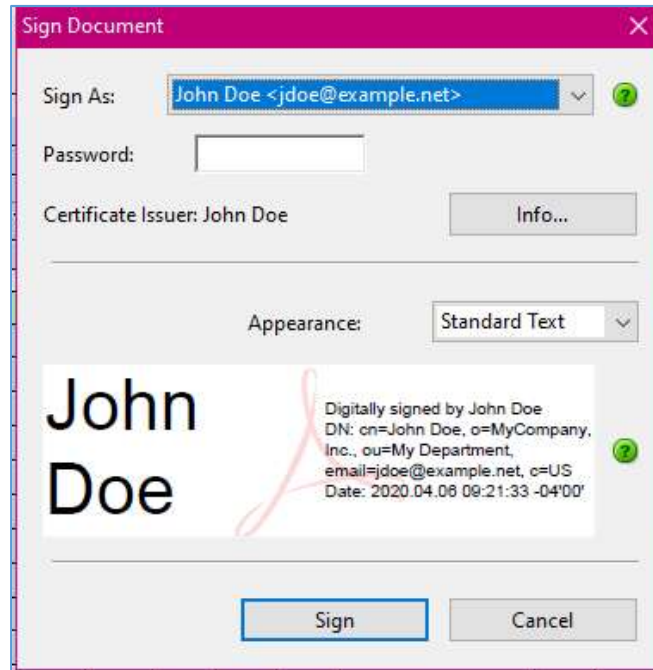 Sign Document
Sign As: John Doe <jdoe@example.net>
Password:
Certificate Issuer: John Doe Info...
Appearance: Standard Text
John
Doe
Digitally signed by John Doe
DN: cn=John Doe, o=MyCompany,
Inc., ou=My Department,
email=jdoe@example.net, c=US
Date: 2020.04.06 09:21:33 -04'00'
Sign Cancel